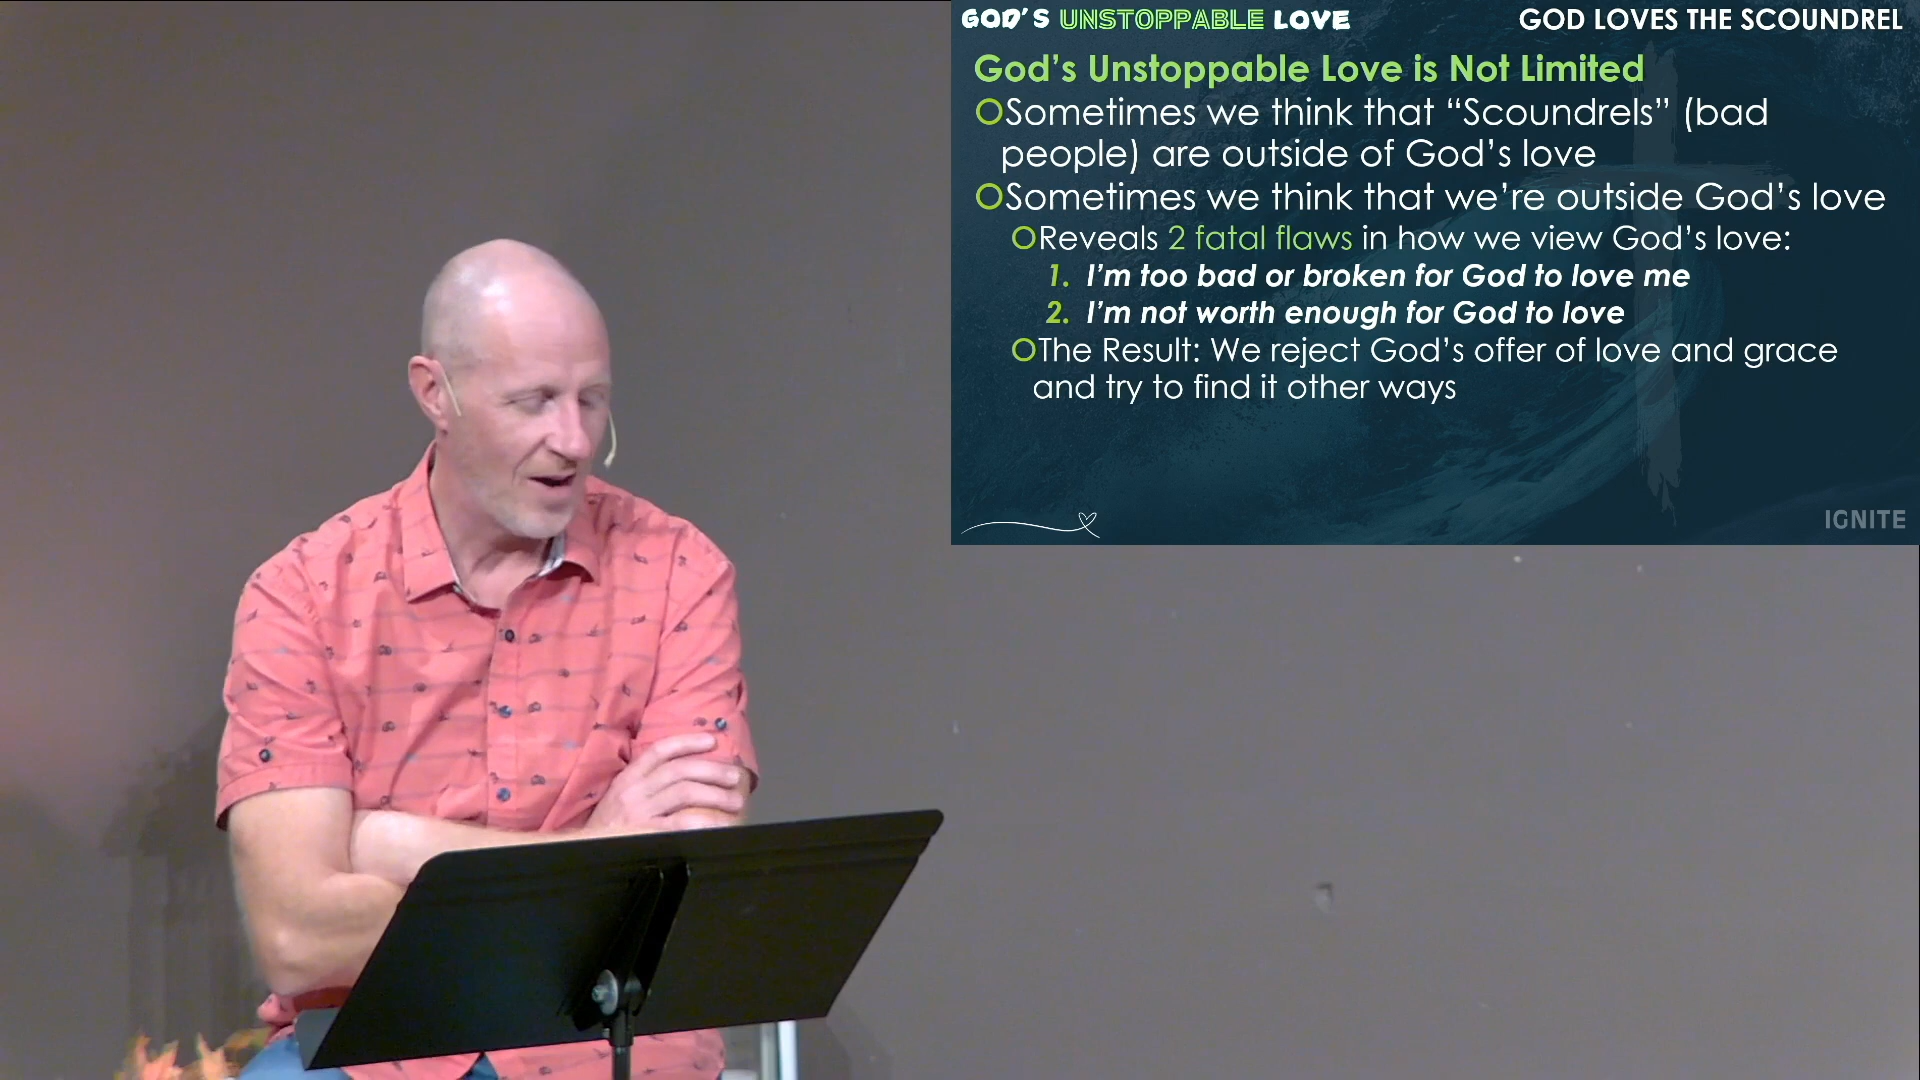 GOD'S UNSTOPPABLE LOVE
GOD LOVES THE SCOUNDREL
God's Unstoppable Love is Not Limited
Sometimes we think that “Scoundrels” (bad
people) are outside of God's love
Sometimes we think that we're outside God's love
Reveals 2 fatal flaws in how we view God's love:
1. I'm too bad or broken for God to love me
2. I'm not worth enough for God to love
The Result: We reject God's offer of love and grace
and try to find it other ways
IGNITE